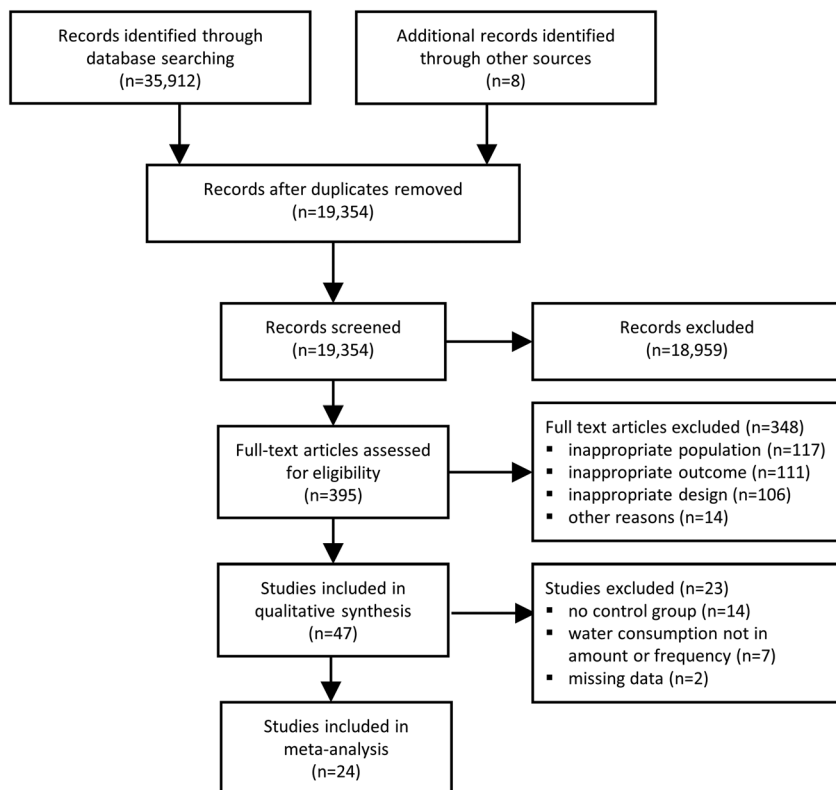 Records identified through
database searching
(n=35,912)
Additional records identified
through other sources
(n=8)
Records after duplicates removed
(n=19,354)
Records screened
(n=19,354)
Records excluded
(n=18,959)
Full-text articles assessed
for eligibility
(n=395)
Full text articles excluded (n=348)
▪ inappropriate population (n=117)
▪ inappropriate outcome (n=111)
▪ inappropriate design (n=106)
▪ other reasons (n=14)
Studies included in
qualitative synthesis
(n=47)
Studies excluded (n=23)
▪ no control group (n=14)
▪ water consumption not in
amount or frequency (n=7)
▪ missing data (n=2)
Studies included in
meta-analysis
(n=24)